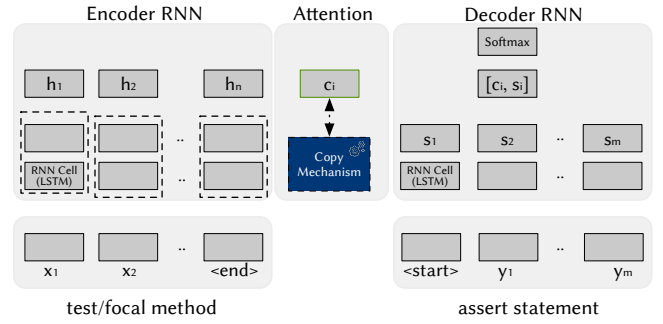 Encoder RNN
Attention
Decoder RNN
Softmax
h1
h2
hn
ci
[ci, si]
..
s1
s2
sm
..
Copy
Mechanism
RNN Cell
(LSTM)
..
RNN Cell
(LSTM)
..
..
..
x1
x2
<end>
<start>
y1
ym
test/focal method
assert statement